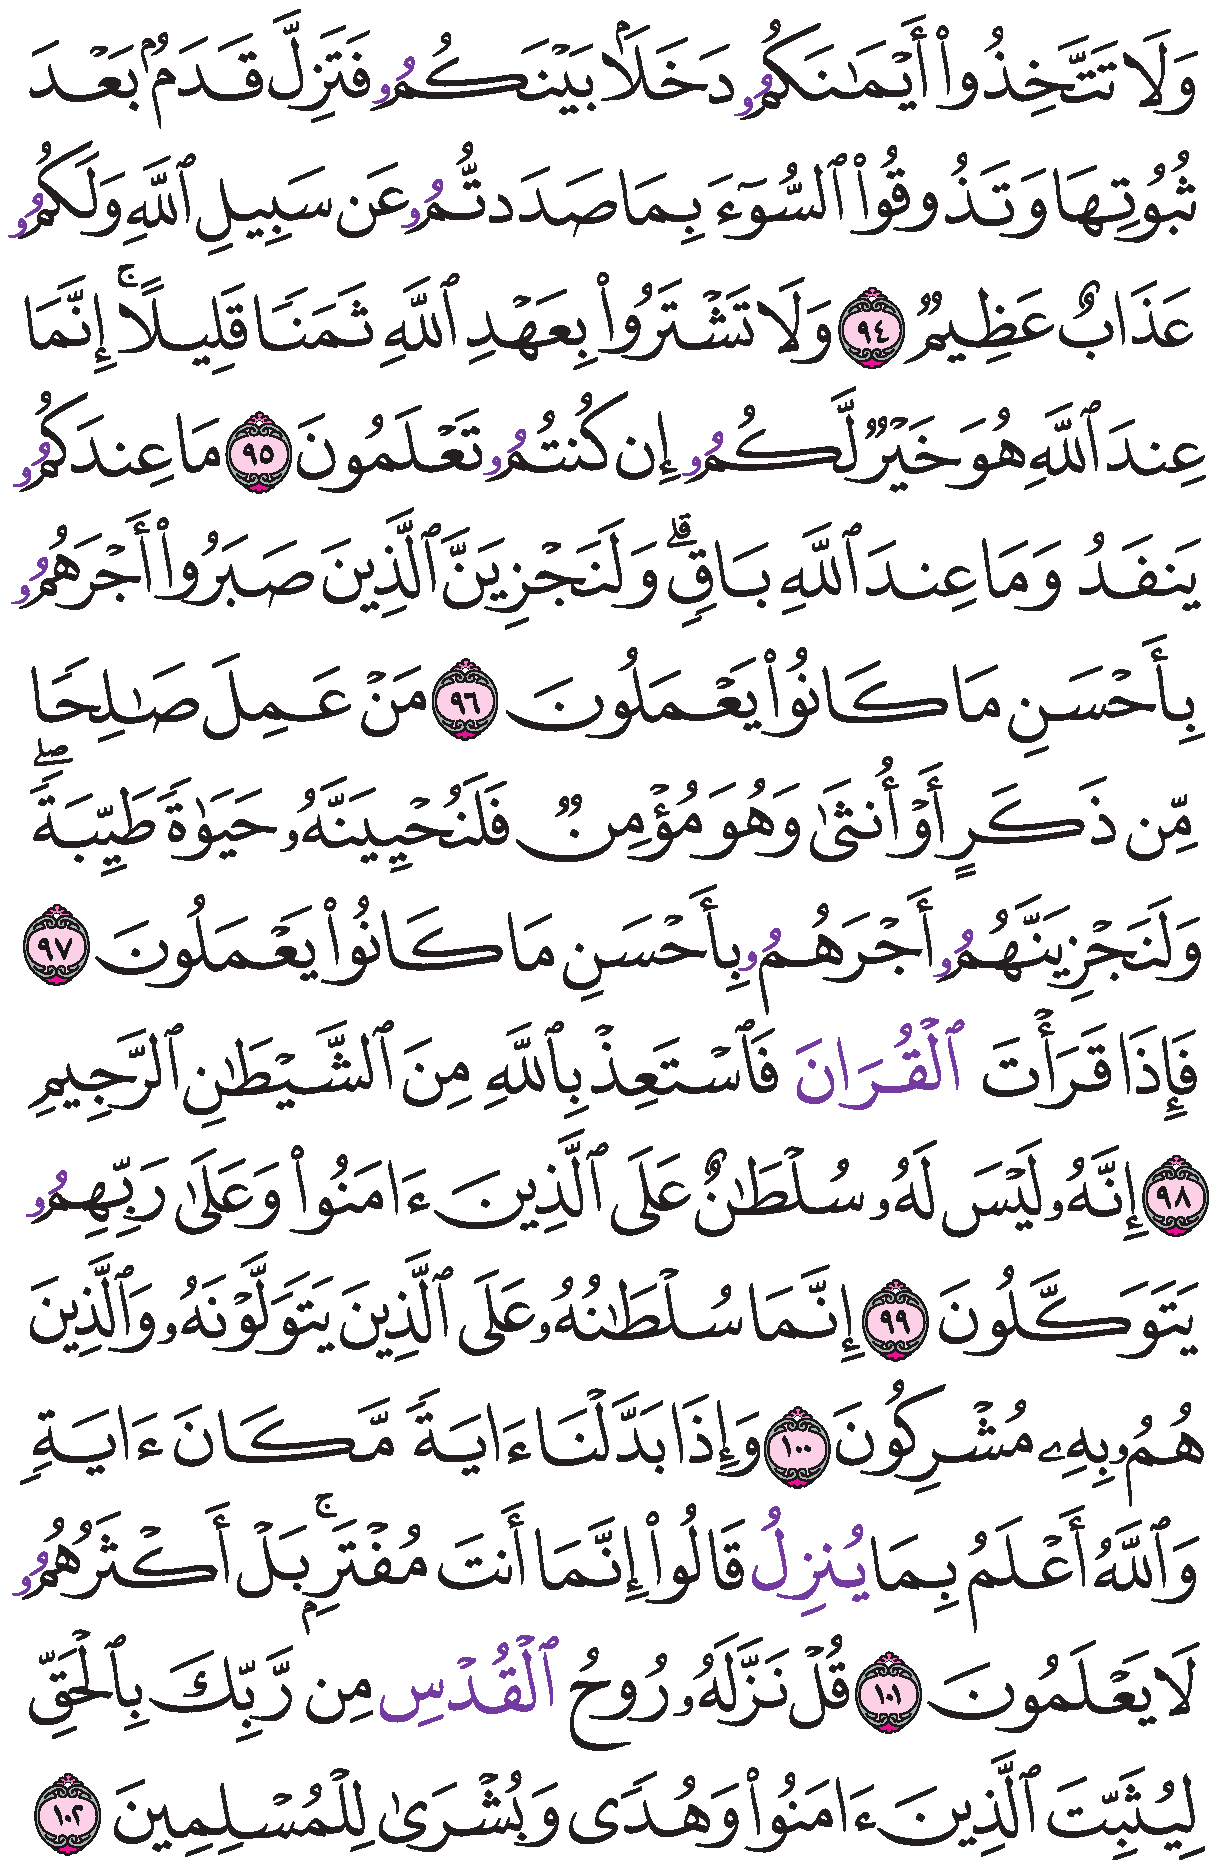 وَلَا تَتَّخِذُوٓا۟ أَيْمَـٰنَكُمُۥ دَخَلًۢا بَيْنَكُمُۥ فَتَزِلَّ قَدَمٌۢ بَعْدَ
ثُبُوتِهَا وَتَذُوقُوا۟ ٱلسُّوٓءَ بِمَا صَدَدتُّمُۥ عَن سَبِيلِ ٱللَّهِ وَلَكُمُۥ
عَذَابٌ عَظِيمٌ ٩٤ وَلَا تَشْتَرُوا۟ بِعَهْدِ ٱللَّهِ ثَمَنًا قَلِيلًا ۚ إِنَّمَا
عِندَ ٱللَّهِ هُوَ خَيْرٌ لَّكُمُۥ إِن كُنتُمُۥ تَعْلَمُونَ ٩٥ مَا عِندَكُمُۥ
يَنفَدُ وَمَا عِندَ ٱللَّهِ بَاقٍ ۗ وَلَنَجْزِيَنَّ ٱلَّذِينَ صَبَرُوٓا۟ أَجْرَهُمُۥ
بِأَحْسَنِ مَا كَانُوا۟ يَعْمَلُونَ ٩٦ مَنْ عَمِلَ صَـٰلِحًا
مِّن ذَكَرٍ أَوْ أُنثَىٰ وَهُوَ مُؤْمِنٌ فَلَنُحْيِيَنَّهُۥ حَيَوٰةً طَيِّبَةً ۖ
وَلَنَجْزِيَنَّهُمُۥ أَجْرَهُمُۥ بِأَحْسَنِ مَا كَانُوا۟ يَعْمَلُونَ ٩٧
فَإِذَا قَرَأْتَ ٱلْقُرَانَ فَٱسْتَعِذْ بِٱللَّهِ مِنَ ٱلشَّيْطَـٰنِ ٱلرَّجِيمِ
٩٨ إِنَّهُۥ لَيْسَ لَهُۥ سُلْطَـٰنٌ عَلَى ٱلَّذِينَ ءَامَنُوا۟ وَعَلَىٰ رَبِّهِمُۥ
يَتَوَكَّلُونَ ٩٩ إِنَّمَا سُلْطَـٰنُهُۥ عَلَى ٱلَّذِينَ يَتَوَلَّوْنَهُۥ وَٱلَّذِينَ
هُمُۥ بِهِۦ مُشْرِكُونَ ١٠٠ وَإِذَا بَدَّلْنَا ءَايَةً مَّكَانَ ءَايَةٍ
وَٱللَّهُ أَعْلَمُ بِمَا يُنزِلُ قَالُوٓا۟ إِنَّمَا أَنتَ مُفْتَرٍۭ ۚ بَلْ أَكْثَرُهُمُۥ
لَا يَعْلَمُونَ ١٠١ قُلْ نَزَّلَهُۥ رُوحُ ٱلْقُدْسِ مِن رَّبِّكَ بِٱلْحَقِّ
لِيُثَبِّتَ ٱلَّذِينَ ءَامَنُوا۟ وَهُدًى وَبُشْرَىٰ لِلْمُسْلِمِينَ ١٠٢